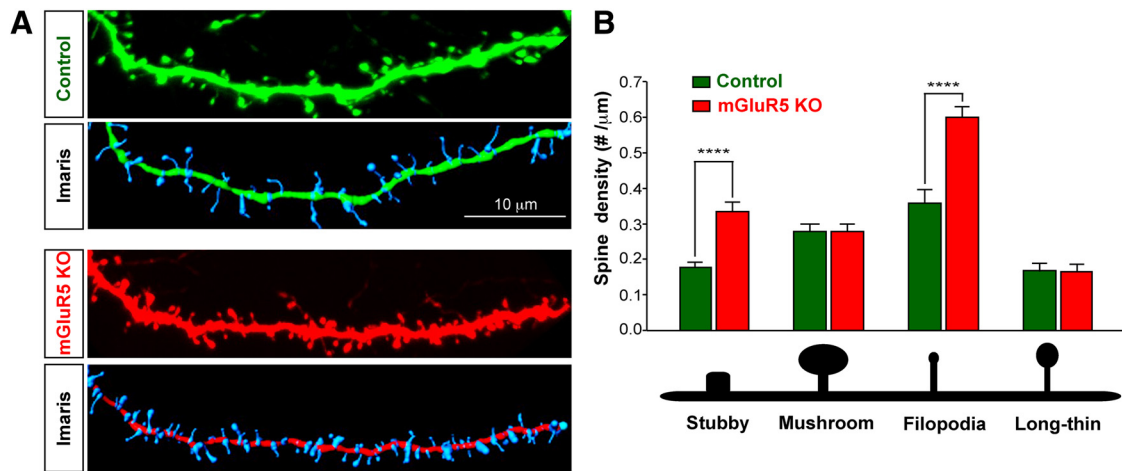 A
Control
Imaris
10 μm
mGluR5 KO
Imaris
B
Spine density (# /μm)
0.7
0.6
0.5
0.4
0.3
0.2
0.1
0.0
Control
mGluR5 KO
****
****
Stubby Mushroom Filopodia Long-thin